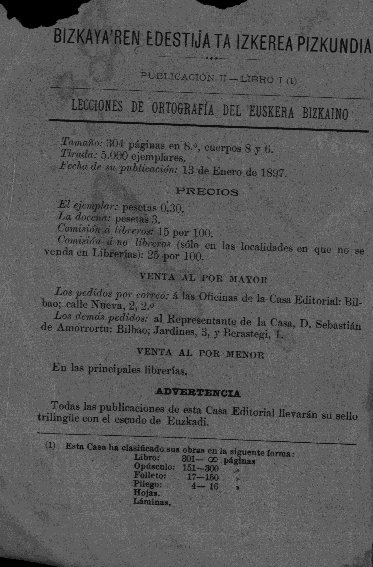 BIZKAYA'REN EDESTIJA TA IZKEREA PIZKUNDIA
PUBLICACIÓN II — LIBRO I (1)
LECCIONES DE ORTOGRAFÍA DEL EUSKERA BIZKAINO
Tamaño: 304 páginas en 8.º, cuerpos 8 y 6.
Tirada: 5.000 ejemplares.
Fecha de su publicación: 13 de Enero de 1897.
PRECIOS
El ejemplar: pesetas 0,30.
La docena: pesetas 3.
Comisión á libreros: 15 por 100.
Comisión á no libreros (sólo en las localidades en que no se
venda en Librerías): 25 por 100.
VENTA AL POR MAYOR
Los pedidos por correo: á las Oficinas de la Casa Editorial: Bil-
bao; calle Nueva, 2, 2.º
Los demás pedidos: al Representante de la Casa, D. Sebastián
de Amorrortu: Bilbao; Jardines, 3, y Berastegi, 1.
VENTA AL POR MENOR
En las principales librerías.
ADVERTENCIA
Todas las publicaciones de esta Casa Editorial llevarán su sello
trilingüe con el escudo de Euzkadi.
(1) Esta Casa ha clasificado sus obras en la siguente forma:
Libro: 301— ∞ páginas
Opúsculo: 151—300 »
Folleto: 17—150 »
Pliego: 4— 16 »
Hojas.
Láminas.